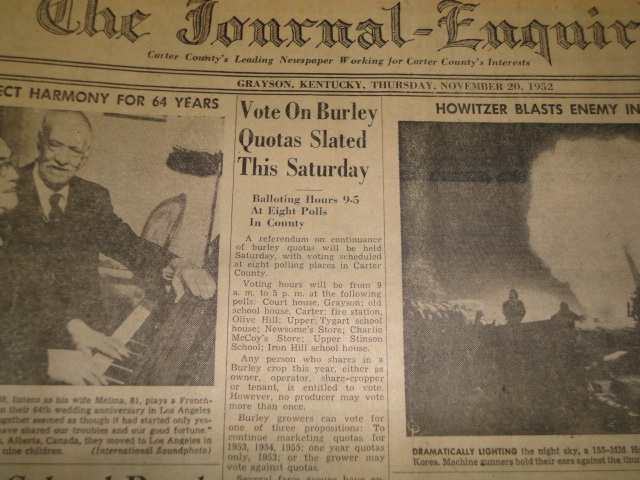 The Journal-Enquir
Carter County's Leading Newspaper Working for Carter County's Interests
GRAYSON, KENTUCKY, THURSDAY, NOVEMBER 20, 1952
ECT HARMONY FOR 64 YEARS
88, listens as his wife Melina, 81, plays a French-
n their 64th wedding anniversary in Los Angeles
ogether seemed as though it had started only yes-
ave shared our troubles and our good fortune."
s, Alberta, Canada, they moved to Los Angeles in
nine children. (International Soundphoto)
Vote On Burley
Quotas Slated
This Saturday
Balloting Hours 9-5
At Eight Polls
In County
A referendum on continuance
of burley quotas will be held
Saturday, with voting scheduled
at eight polling places in Carter
County.
Voting hours will be from 9
a. m. to 5 p. m. at the following
polls: Court house, Grayson; old
school house, Carter; fire station,
Olive Hill; Upper Tygart school
house; Newsome's Store; Charlie
McCoy's Store; Upper Stinson
School; Iron Hill school house.
Any person who shares in a
Burley crop this year, either as
owner, operator, share-cropper
or tenant, is entitled to vote.
However, no producer may vote
more than once.
Burley growers can vote for
one of three propositions: To
continue marketing quotas for
1953, 1954, 1955; one year quotas
only, 1953; or the grower may
vote against quotas.
Several farm groups have en-
HOWITZER BLASTS ENEMY IN
DRAMATICALLY LIGHTING the night sky, a 155-MM Ho
Korea. Machine gunners hold their ears against the thu